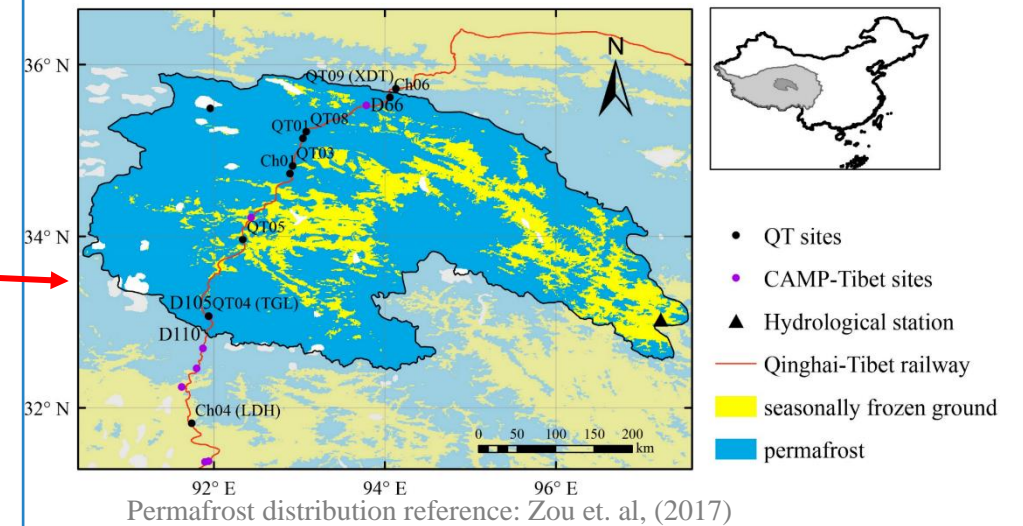 36° N
34° N
32° N
92° E
94° E
96° E
N
QT09 (XDT)
Ch06
D66
QT01
QT08
Ch01
QT03
QT05
D105
QT04 (TGL)
D110
Ch04 (LDH)
0 50 100 150 200
km
QT sites
CAMP-Tibet sites
Hydrological station
Qinghai-Tibet railway
seasonally frozen ground
permafrost
Permafrost distribution reference: Zou et. al, (2017)